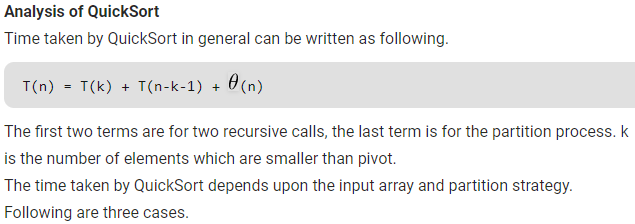 Analysis of QuickSort
Time taken by QuickSort in general can be written as following.
T(n) = T(k) + T(n-k-1) + θ(n)
The first two terms are for two recursive calls, the last term is for the partition process. k
is the number of elements which are smaller than pivot.
The time taken by QuickSort depends upon the input array and partition strategy.
Following are three cases.